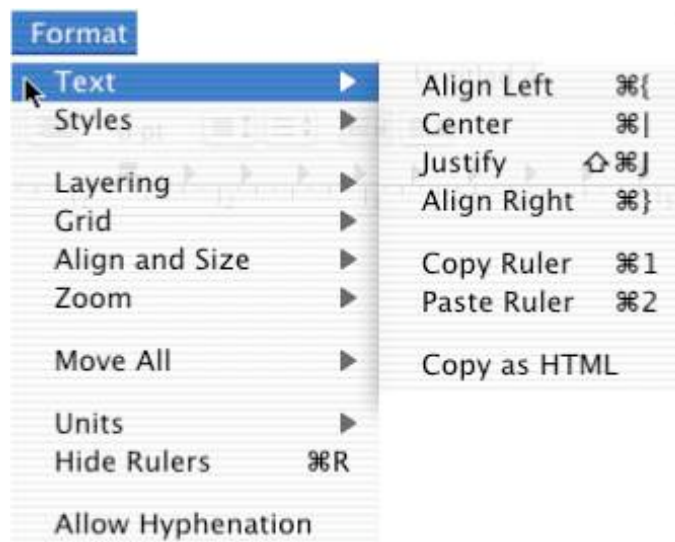 Format
Text
Styles
Layering
Grid
Align and Size
Zoom
Move All
Units
Hide Rulers ⌘R
Allow Hyphenation
Align Left ⌘{
Center ⌘|
Justify ⇧⌘J
Align Right ⌘}
Copy Ruler ⌘1
Paste Ruler ⌘2
Copy as HTML